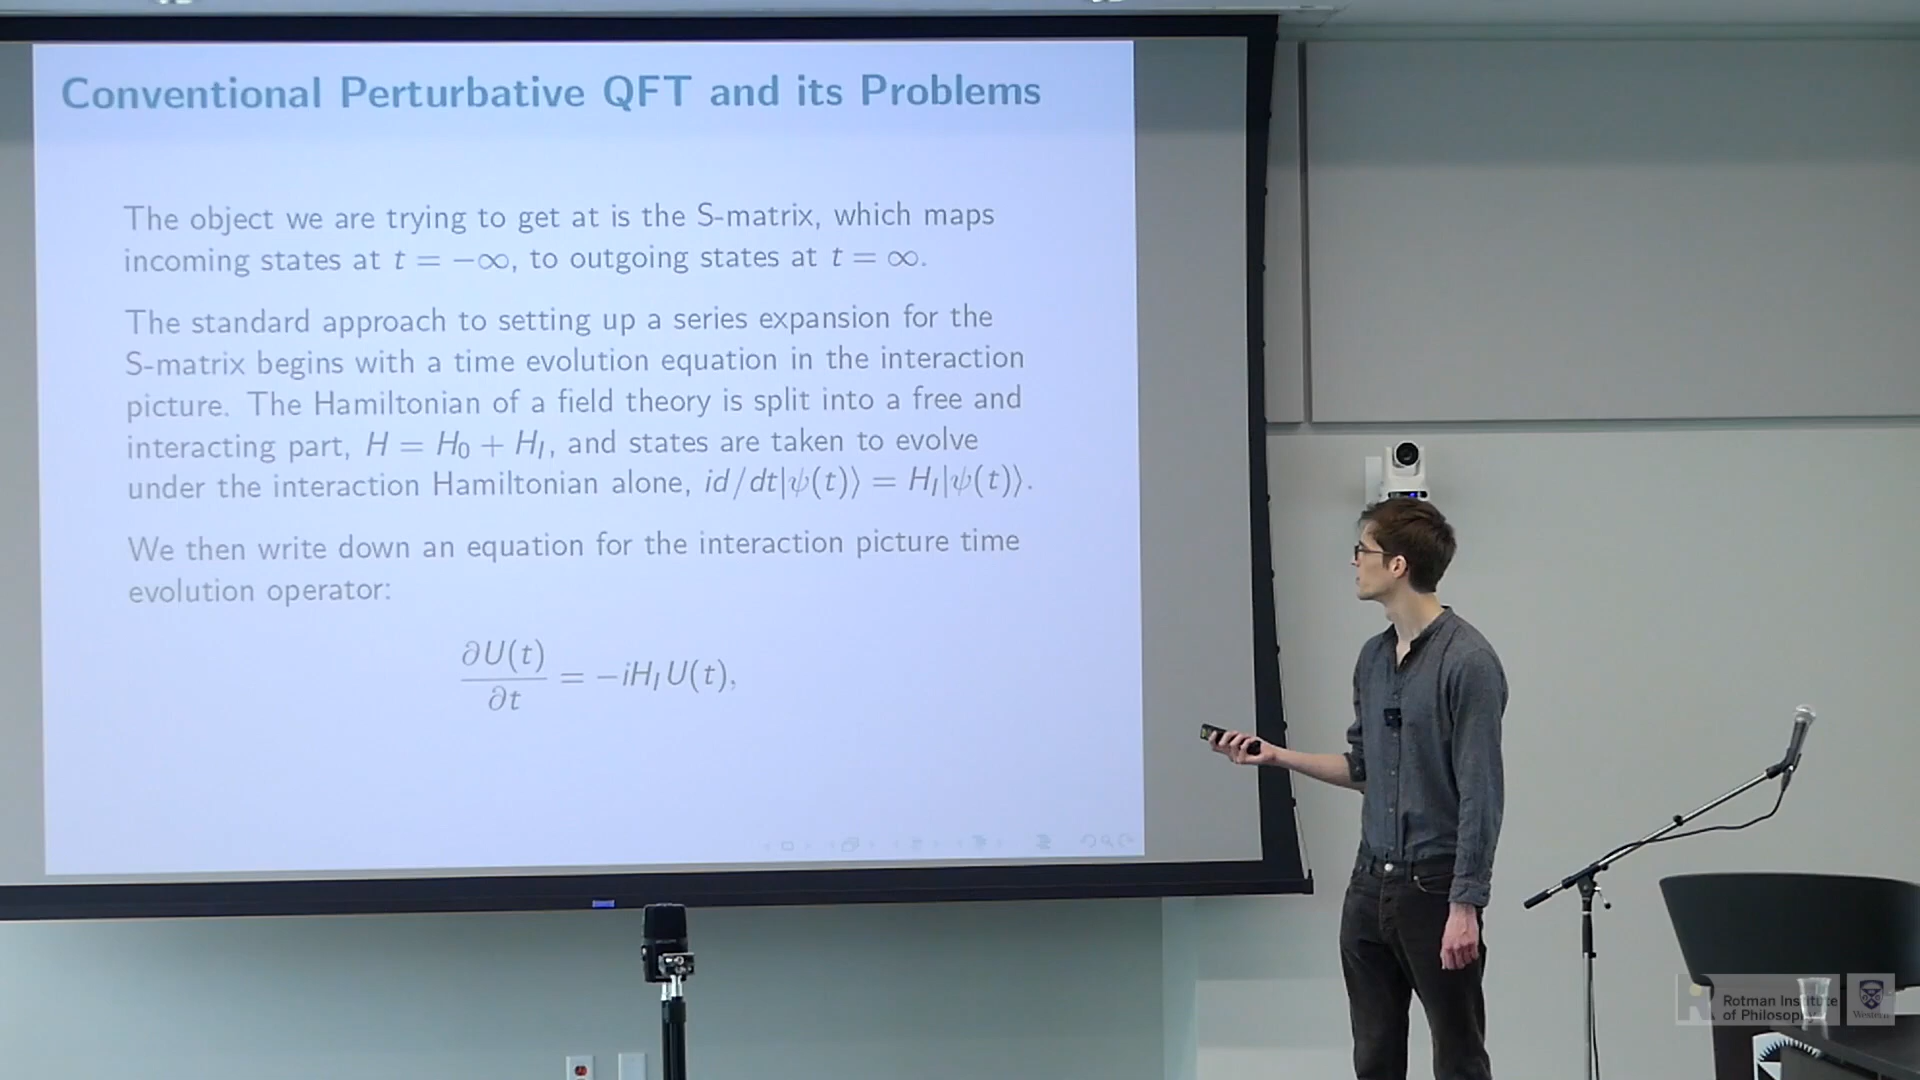 Conventional Perturbative QFT and its Problems
The object we are trying to get at is the S-matrix, which maps
incoming states at t = −∞, to outgoing states at t = ∞.
The standard approach to setting up a series expansion for the
S-matrix begins with a time evolution equation in the interaction
picture. The Hamiltonian of a field theory is split into a free and
interacting part, H = H₀ + H_I, and states are taken to evolve
under the interaction Hamiltonian alone, id/dt|ψ(t)⟩ = H_I|ψ(t)⟩.
We then write down an equation for the interaction picture time
evolution operator:
∂U(t)/∂t = −iH_I U(t),
Rotman Institute
of Philosophy
Western